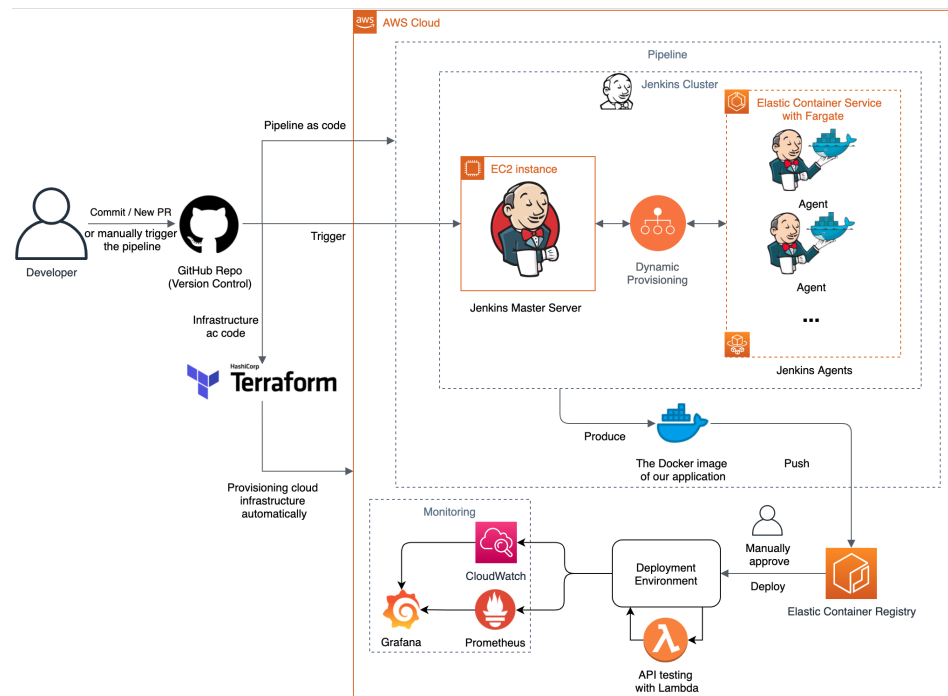 aws
AWS Cloud
Pipeline
Jenkins Cluster
Elastic Container Service
with Fargate
Pipeline as code
EC2 instance
Agent
Commit / New PR
or manually trigger
the pipeline
Trigger
Developer
GitHub Repo
(Version Control)
Dynamic
Provisioning
Agent
Jenkins Master Server
...
Infrastructure
ac code
HashiCorp
Terraform
Jenkins Agents
Produce
The Docker image
of our application
Push
Provisioning cloud
infrastructure
automatically
Monitoring
CloudWatch
Grafana
Prometheus
Deployment
Environment
Manually
approve
Deploy
Elastic Container Registry
API testing
with Lambda